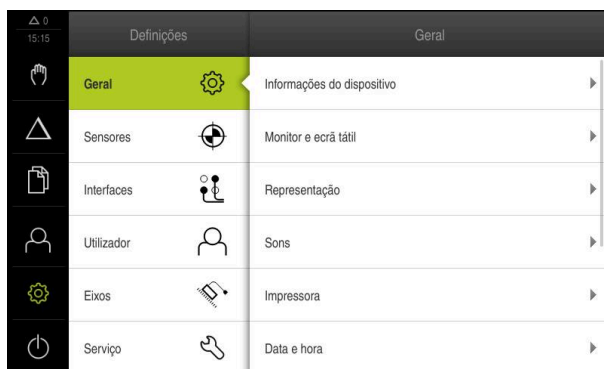 0
15:15
Definições
Geral
Geral
Sensores
Interfaces
Utilizador
Eixos
Serviço
Informações do dispositivo
Monitor e ecrã tátil
Representação
Sons
Impressora
Data e hora